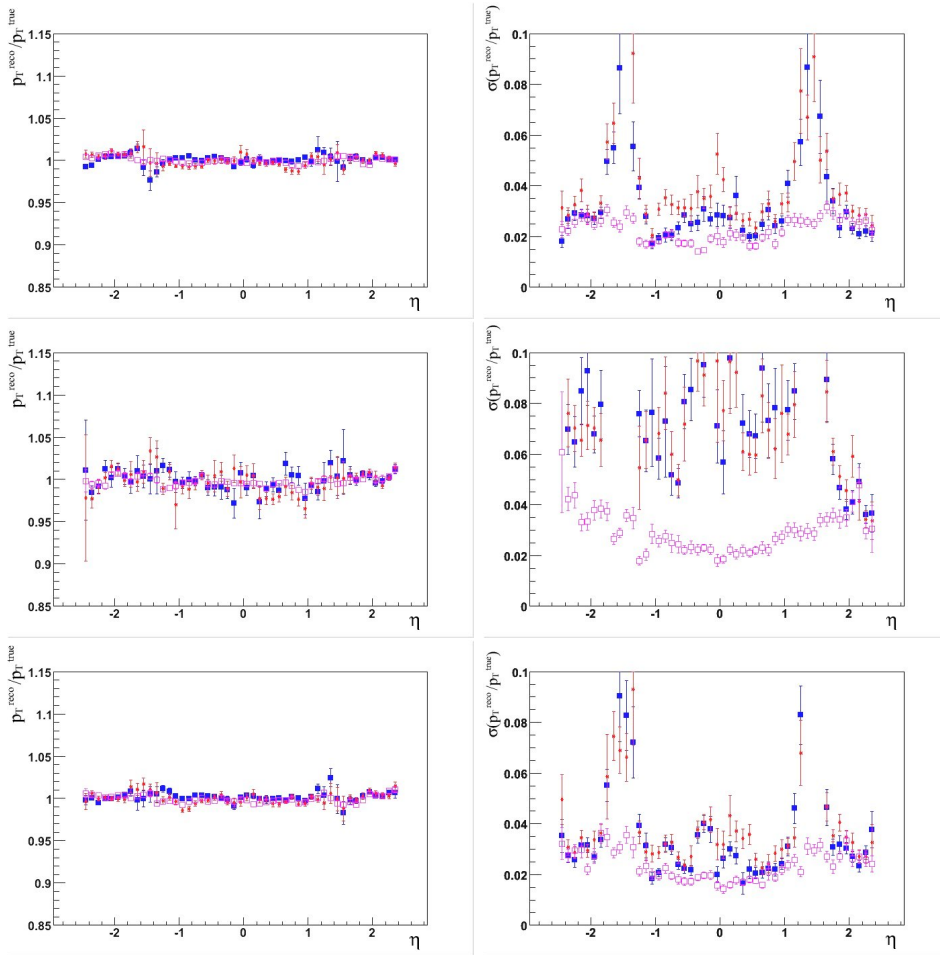 p_T^reco/p_T^true
1.15
1.1
1.05
1
0.95
0.9
0.85
-2 -1 0 1 2
η
σ(p_T^reco/p_T^true)
0.1
0.08
0.06
0.04
0.02
0
-2 -1 0 1 2
η
p_T^reco/p_T^true
1.15
1.1
1.05
1
0.95
0.9
0.85
-2 -1 0 1 2
η
σ(p_T^reco/p_T^true)
0.1
0.08
0.06
0.04
0.02
0
-2 -1 0 1 2
η
p_T^reco/p_T^true
1.15
1.1
1.05
1
0.95
0.9
0.85
-2 -1 0 1 2
η
σ(p_T^reco/p_T^true)
0.1
0.08
0.06
0.04
0.02
0
-2 -1 0 1 2
η